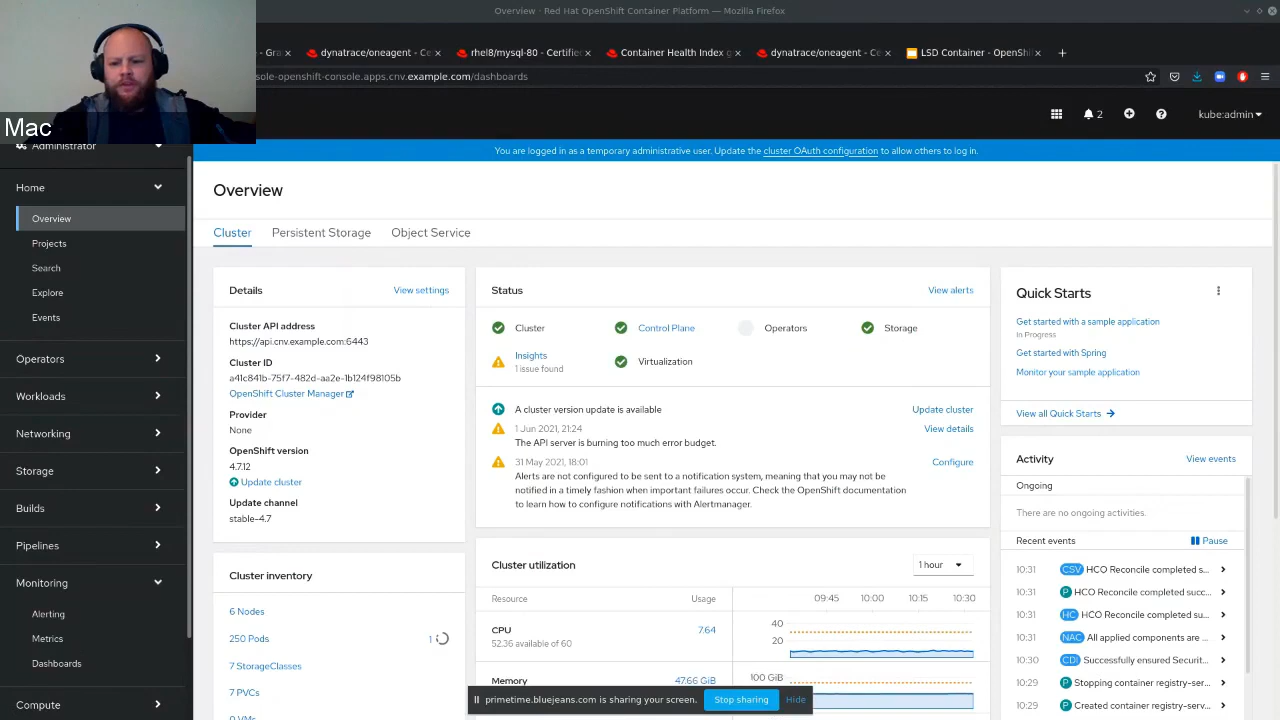 Overview - Red Hat OpenShift Container Platform — Mozilla Firefox
- Gra
dynatrace/oneagent - Ce
rhel8/mysql-80 - Certifie
Container Health Index g
dynatrace/oneagent - Ce
LSD Container - OpenShi
sole-openshift-console.apps.cnv.example.com/dashboards
Mac
2
kube:admin
You are logged in as a temporary administrative user. Update the cluster OAuth configuration to allow others to log in.
Administrator
Home
Overview
Projects
Search
Explore
Events
Operators
Workloads
Networking
Storage
Builds
Pipelines
Monitoring
Alerting
Metrics
Dashboards
Compute
Overview
Cluster
Persistent Storage
Object Service
Details
View settings
Cluster API address
https://api.cnv.example.com:6443
Cluster ID
a41c841b-75f7-482d-aa2e-1b124f98105b
OpenShift Cluster Manager
Provider
None
OpenShift version
4.7.12
Update cluster
Update channel
stable-4.7
Cluster inventory
6 Nodes
250 Pods
1
7 StorageClasses
7 PVCs
0 VMs
Status
View alerts
Cluster
Control Plane
Operators
Storage
Insights
1 issue found
Virtualization
A cluster version update is available
Update cluster
1 Jun 2021, 21:24
View details
The API server is burning too much error budget.
31 May 2021, 18:01
Configure
Alerts are not configured to be sent to a notification system, meaning that you may not be
notified in a timely fashion when important failures occur. Check the OpenShift documentation
to learn how to configure notifications with Alertmanager.
Cluster utilization
1 hour
Resource
Usage
09:45
10:00
10:15
10:30
CPU
7.64
52.36 available of 60
40
20
Memory
47.66 GiB
100 GiB
primetime.bluejeans.com is sharing your screen.
Stop sharing
Hide
Quick Starts
Get started with a sample application
In Progress
Get started with Spring
Monitor your sample application
View all Quick Starts
Activity
View events
Ongoing
There are no ongoing activities.
Recent events
Pause
10:31 CSV HCO Reconcile completed s...
10:31 P HCO Reconcile completed succ...
10:31 HC HCO Reconcile completed su...
10:31 NAC All applied components are ...
10:30 CDI Successfully ensured Securit...
10:29 P Stopping container registry-ser...
10:29 P Created container registry-serv...